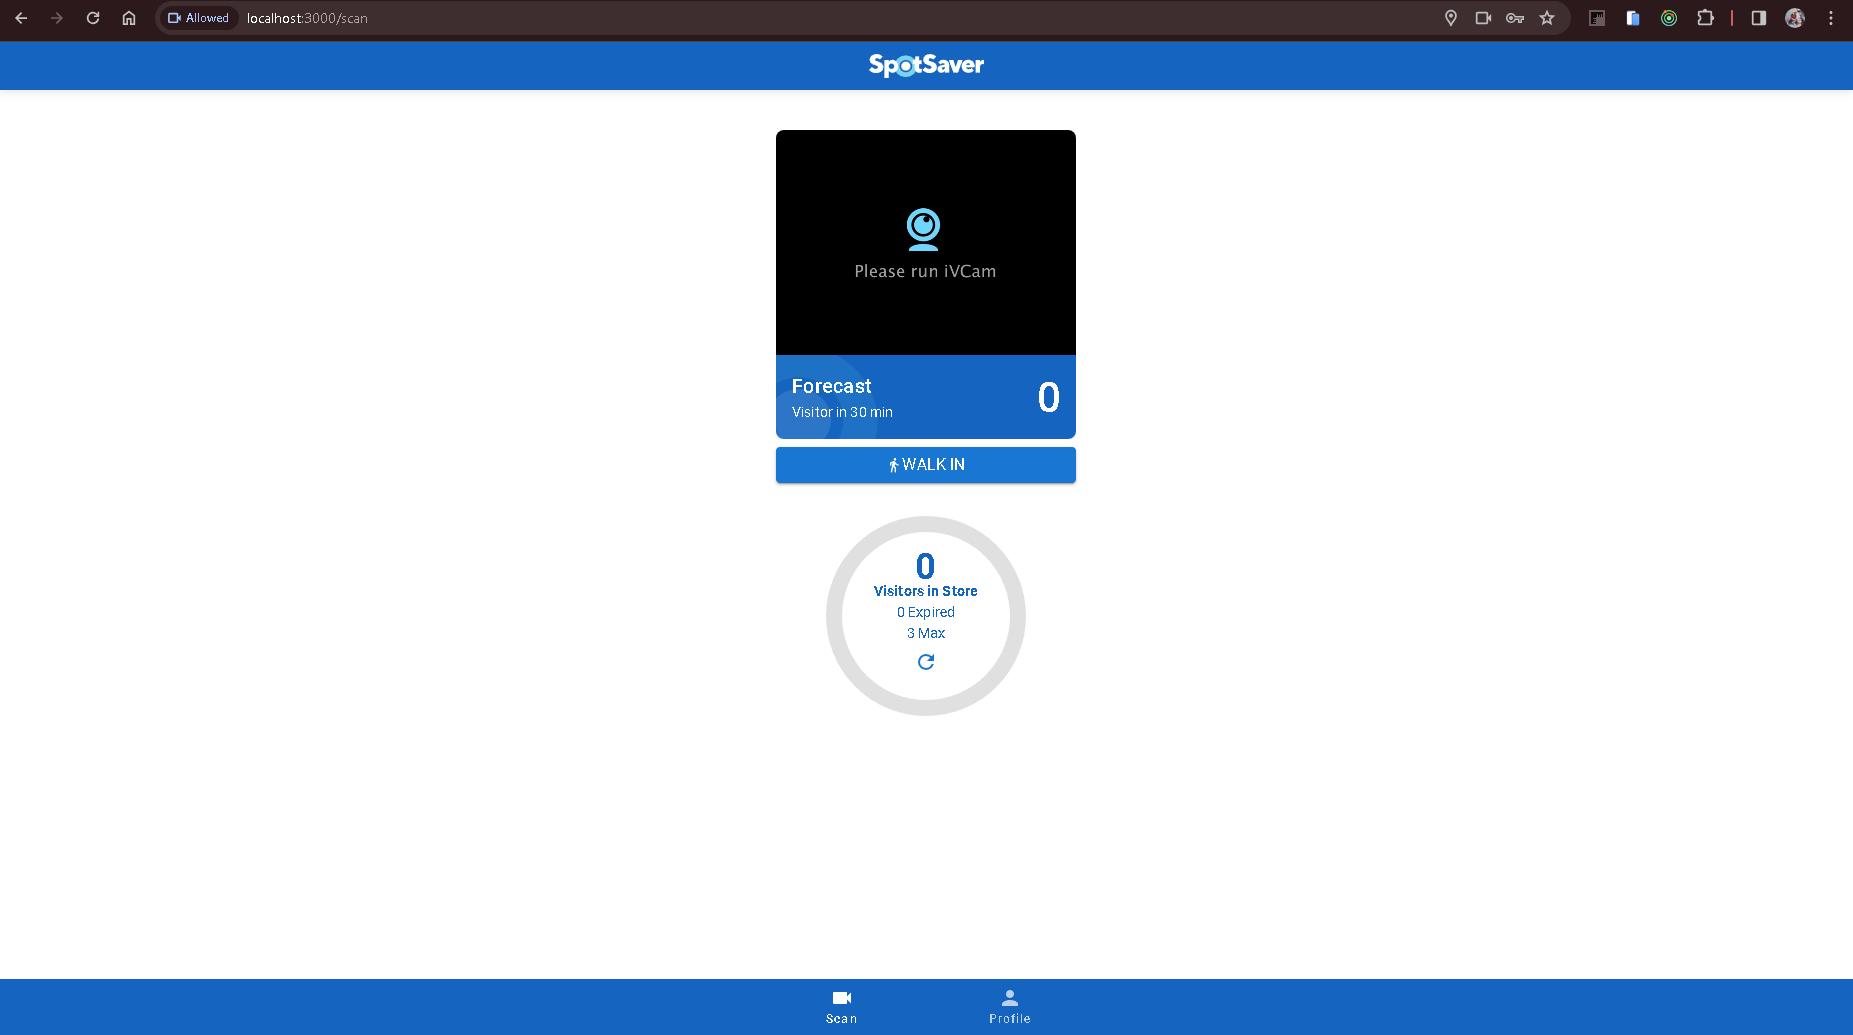 Allowed localhost:3000/scan
SpotSaver
Please run iVCam
Forecast
Visitor in 30 min
0
WALK IN
0
Visitors in Store
0 Expired
3 Max
Scan
Profile